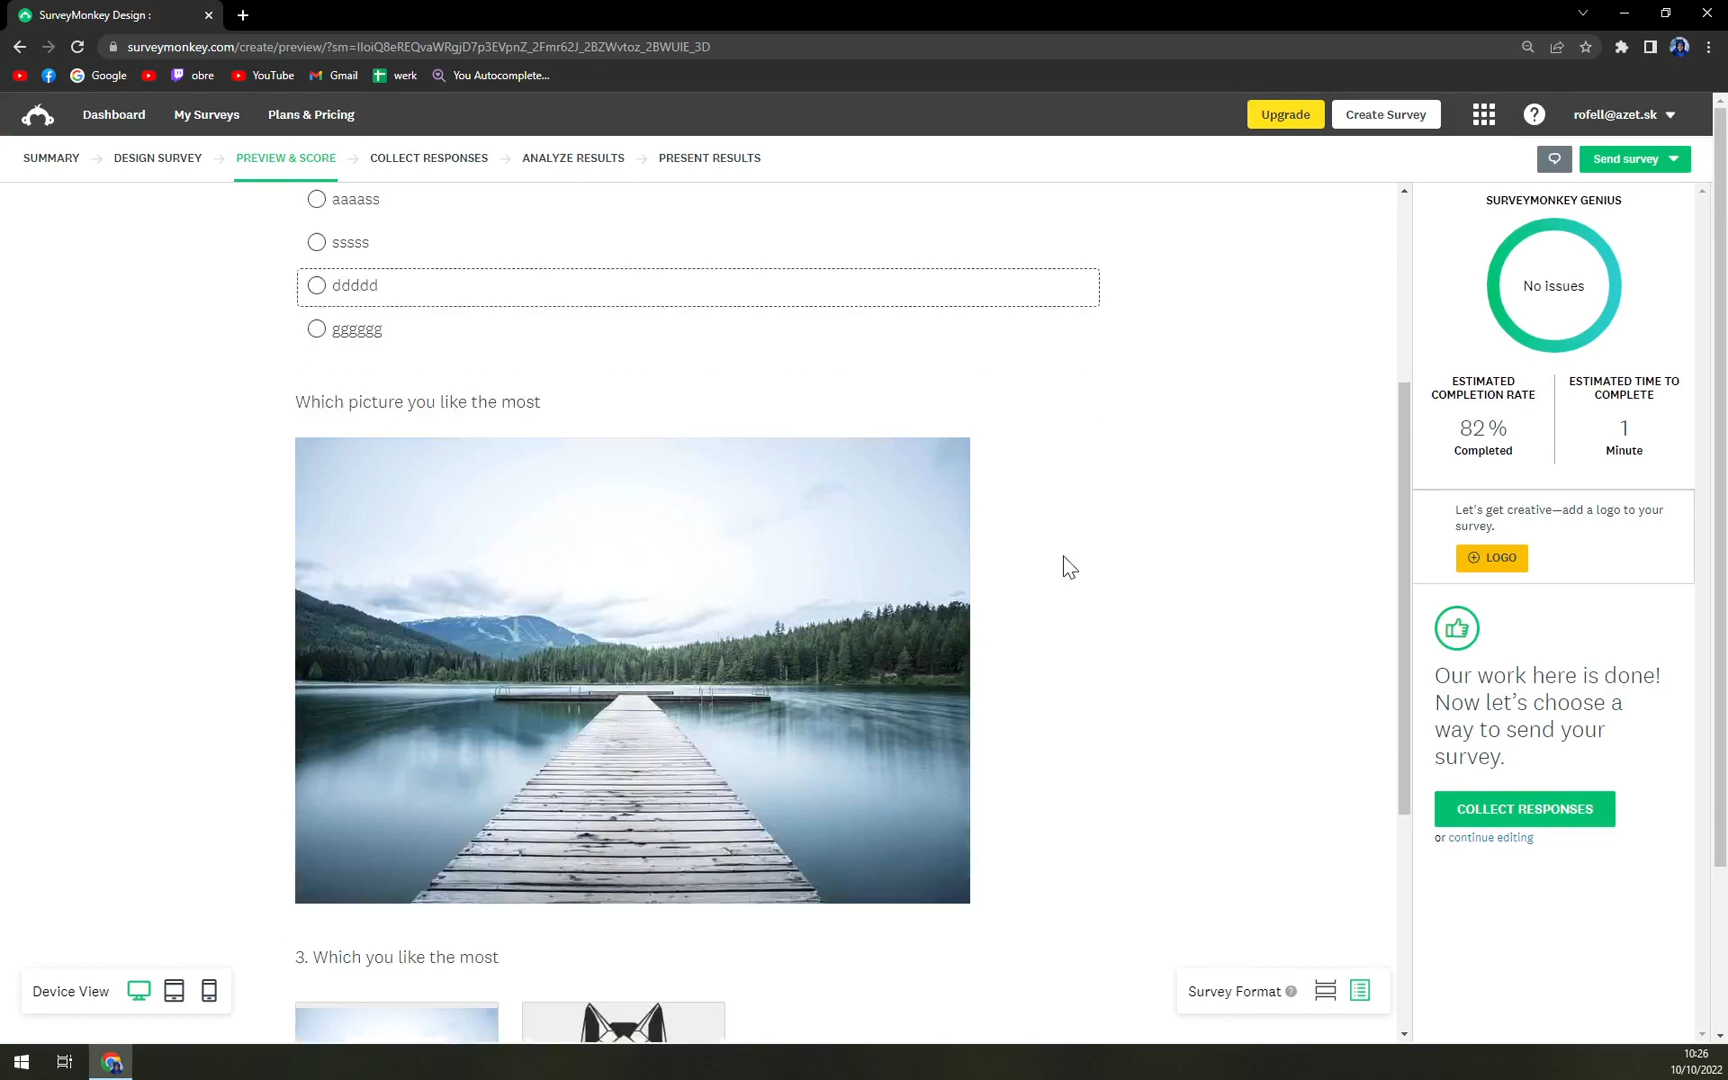 SurveyMonkey Design :
surveymonkey.com/create/preview/?sm=IIoiQ8eREQvaWRgjD7p3EVpnZ_2Fmr62J_2BZWvtoz_2BWUIE_3D
Google obre YouTube Gmail werk You Autocomplete...
Dashboard My Surveys Plans & Pricing Upgrade Create Survey ? rofell@azet.sk
SUMMARY DESIGN SURVEY PREVIEW & SCORE COLLECT RESPONSES ANALYZE RESULTS PRESENT RESULTS Send survey
aaaass
sssss
ddddd
gggggg
Which picture you like the most
3. Which you like the most
Device View
Survey Format ?
SURVEYMONKEY GENIUS
No issues
ESTIMATED COMPLETION RATE
82 %
Completed
ESTIMATED TIME TO COMPLETE
1
Minute
Let's get creative—add a logo to your
survey.
LOGO
Our work here is done!
Now let's choose a
way to send your
survey.
COLLECT RESPONSES
or continue editing
10:26
10/10/2022